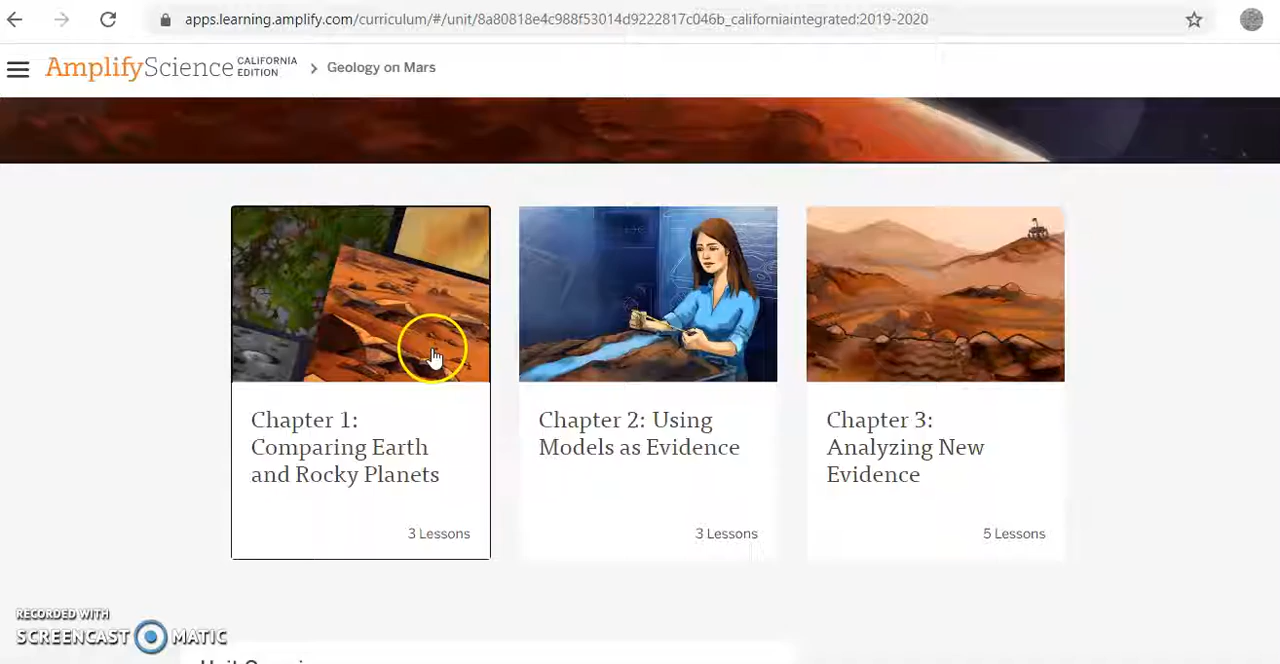 apps.learning.amplify.com/curriculum/#/unit/8a80818e4c988f53014d9222817c046b_californiaintegrated:2019-2020
AmplifyScience CALIFORNIA EDITION > Geology on Mars
Chapter 1:
Comparing Earth
and Rocky Planets
3 Lessons
Chapter 2: Using
Models as Evidence
3 Lessons
Chapter 3:
Analyzing New
Evidence
5 Lessons
RECORDED WITH
SCREENCAST MATIC